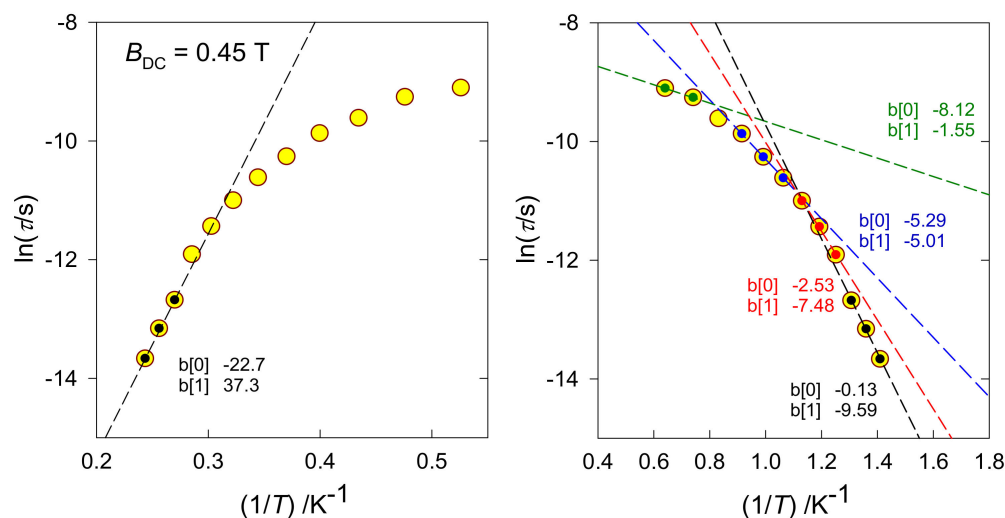 B_DC = 0.45 T
ln(τ/s)
-8
-10
-12
-14
b[0] -22.7
b[1] 37.3
0.2 0.3 0.4 0.5
(1/T) /K⁻¹
ln(τ/s)
-8
-10
-12
-14
b[0] -8.12
b[1] -1.55
b[0] -5.29
b[1] -5.01
b[0] -2.53
b[1] -7.48
b[0] -0.13
b[1] -9.59
0.4 0.6 0.8 1.0 1.2 1.4 1.6 1.8
(1/T) /K⁻¹